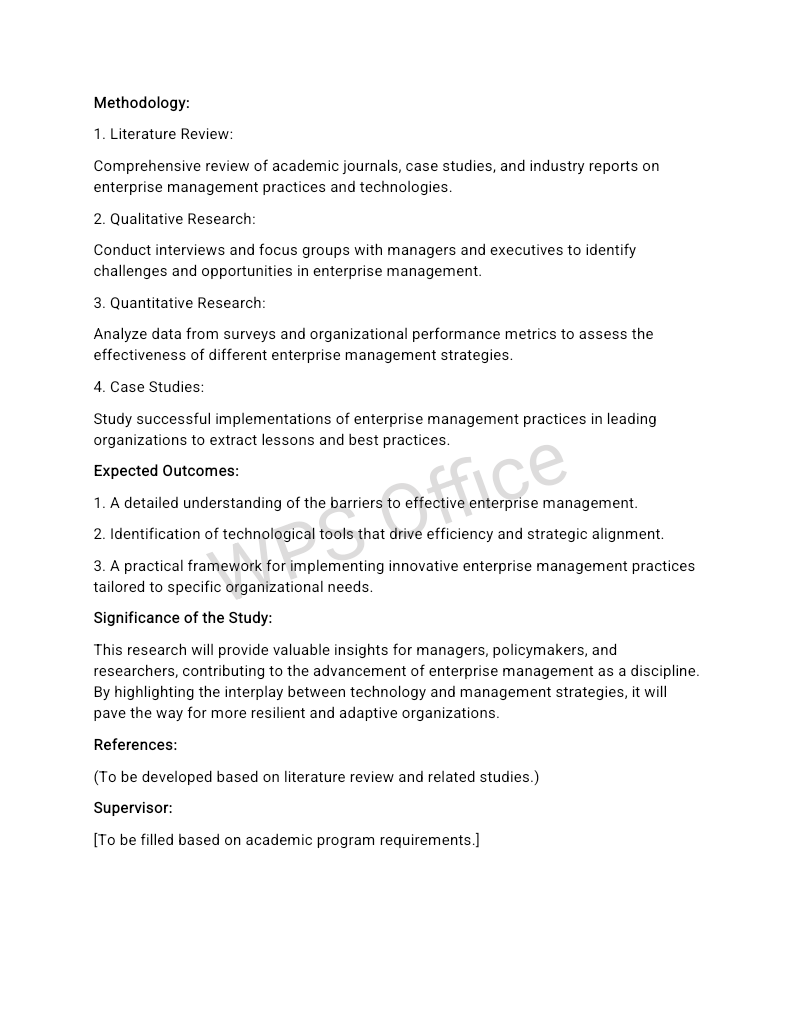 Methodology:
1. Literature Review:
Comprehensive review of academic journals, case studies, and industry reports on
enterprise management practices and technologies.
2. Qualitative Research:
Conduct interviews and focus groups with managers and executives to identify
challenges and opportunities in enterprise management.
3. Quantitative Research:
Analyze data from surveys and organizational performance metrics to assess the
effectiveness of different enterprise management strategies.
4. Case Studies:
Study successful implementations of enterprise management practices in leading
organizations to extract lessons and best practices.
Expected Outcomes:
1. A detailed understanding of the barriers to effective enterprise management.
2. Identification of technological tools that drive efficiency and strategic alignment.
3. A practical framework for implementing innovative enterprise management practices
tailored to specific organizational needs.
Significance of the Study:
This research will provide valuable insights for managers, policymakers, and
researchers, contributing to the advancement of enterprise management as a discipline.
By highlighting the interplay between technology and management strategies, it will
pave the way for more resilient and adaptive organizations.
References:
(To be developed based on literature review and related studies.)
Supervisor:
[To be filled based on academic program requirements.]
WPS Office